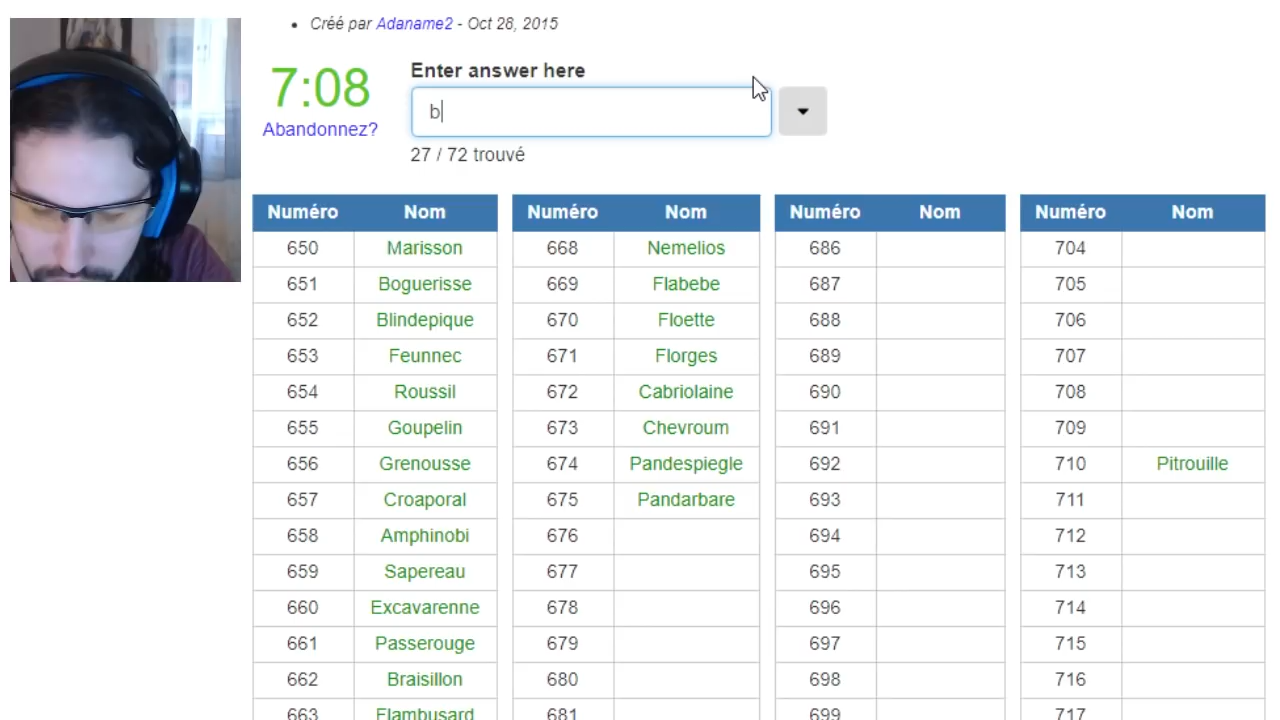 Créé par Adaname2 - Oct 28, 2015
7:08
Abandonnez?
Enter answer here
b
27 / 72 trouvé
Numéro Nom Numéro Nom Numéro Nom Numéro Nom
650 Marisson 668 Nemelios 686 704
651 Boguerisse 669 Flabebe 687 705
652 Blindepique 670 Floette 688 706
653 Feunnec 671 Florges 689 707
654 Roussil 672 Cabriolaine 690 708
655 Goupelin 673 Chevroum 691 709
656 Grenousse 674 Pandespiegle 692 710 Pitrouille
657 Croaporal 675 Pandarbare 693 711
658 Amphinobi 676 694 712
659 Sapereau 677 695 713
660 Excavarenne 678 696 714
661 Passerouge 679 697 715
662 Braisillon 680 698 716
663 Flambusard 681 699 717